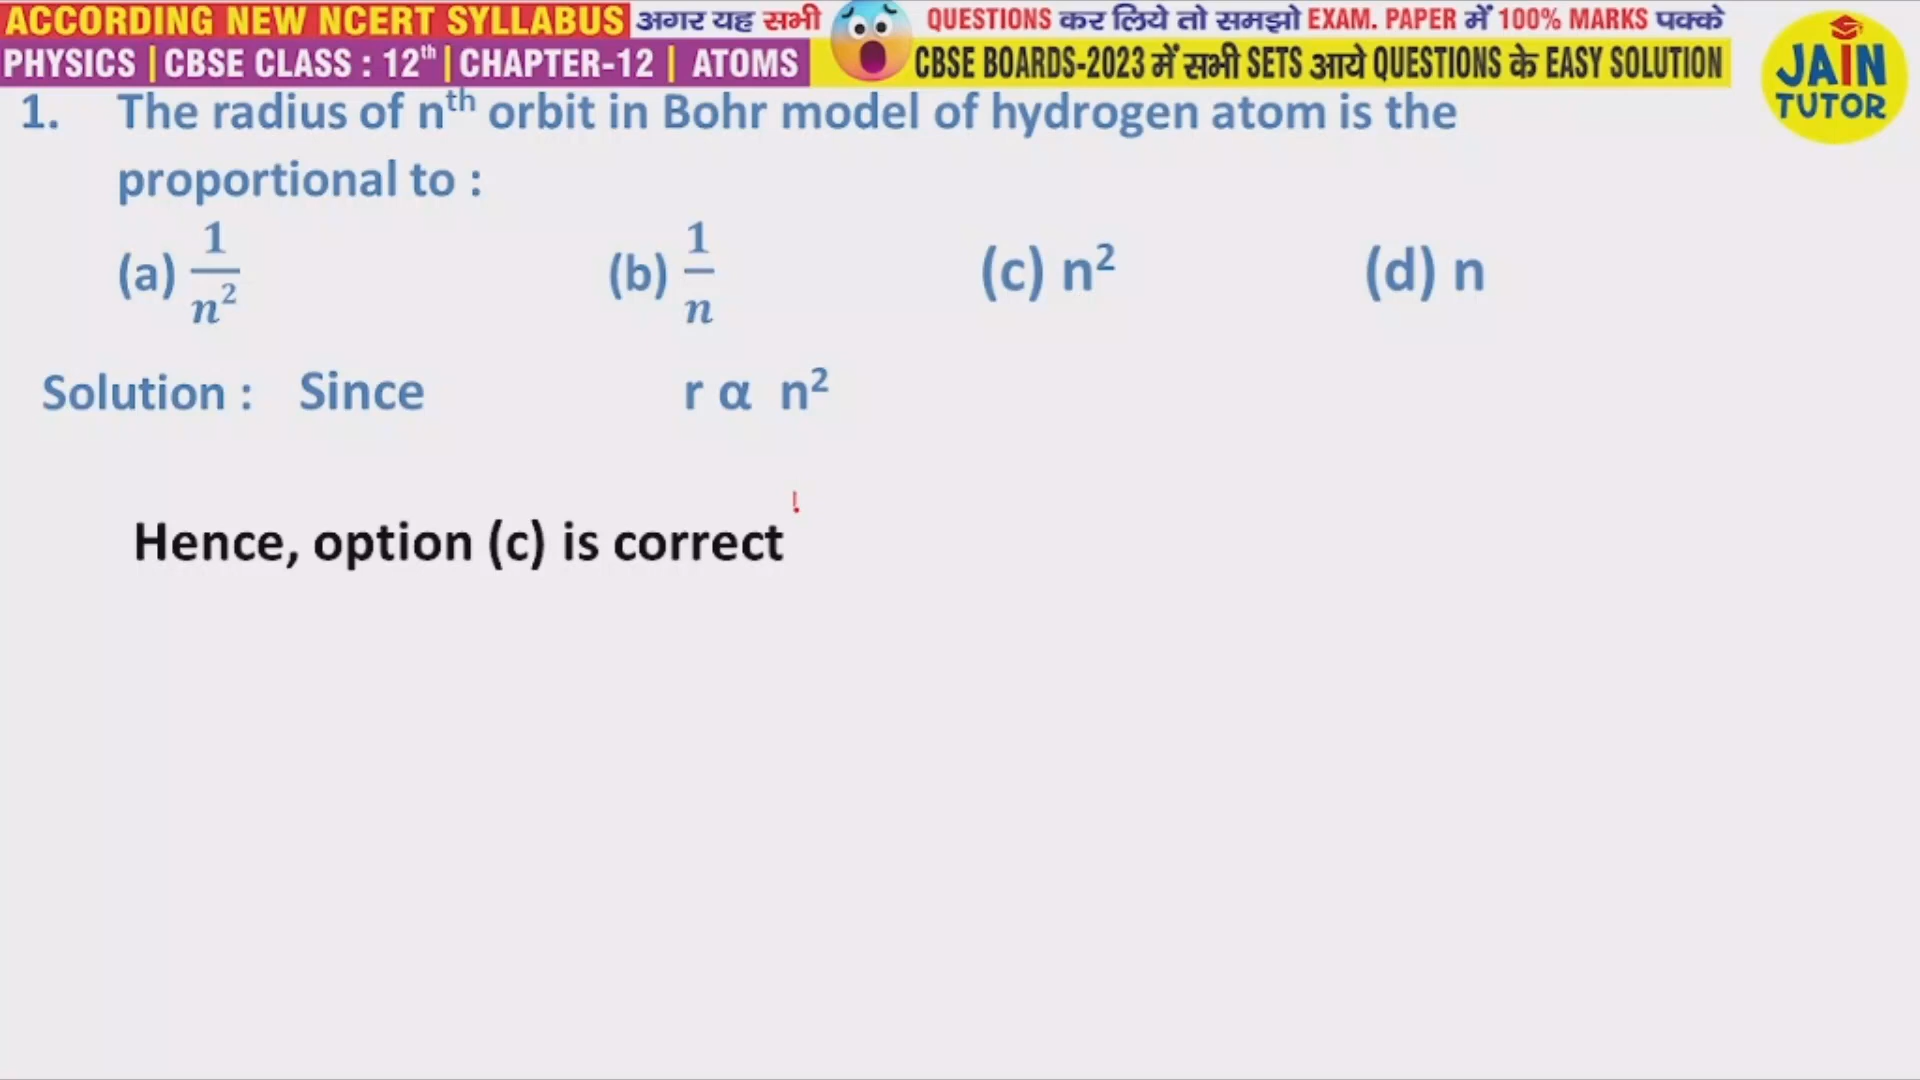 ACCORDING NEW NCERT SYLLABUS अगर यह सभी QUESTIONS कर लिये तो समझो EXAM. PAPER में 100% MARKS पक्के
PHYSICS | CBSE CLASS : 12th | CHAPTER-12 | ATOMS CBSE BOARDS-2023 में सभी SETS आये QUESTIONS के EASY SOLUTION
JAIN
TUTOR
1. The radius of nth orbit in Bohr model of hydrogen atom is the
proportional to :
(a) 1/n² (b) 1/n (c) n² (d) n
Solution : Since r α n²
Hence, option (c) is correct